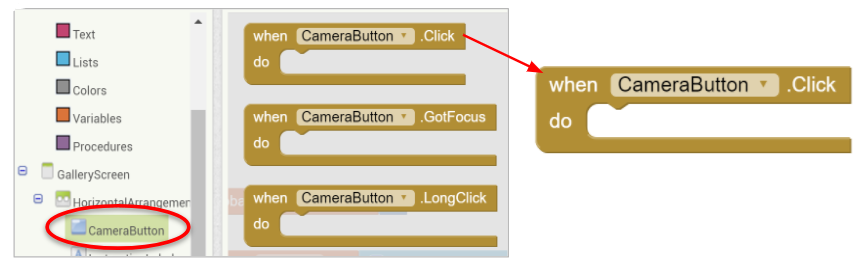 Text
Lists
Colors
Variables
Procedures
GalleryScreen
HorizontalArrangemen
CameraButton
when CameraButton .Click
do
when CameraButton .GotFocus
do
when CameraButton .LongClick
do
when CameraButton .Click
do